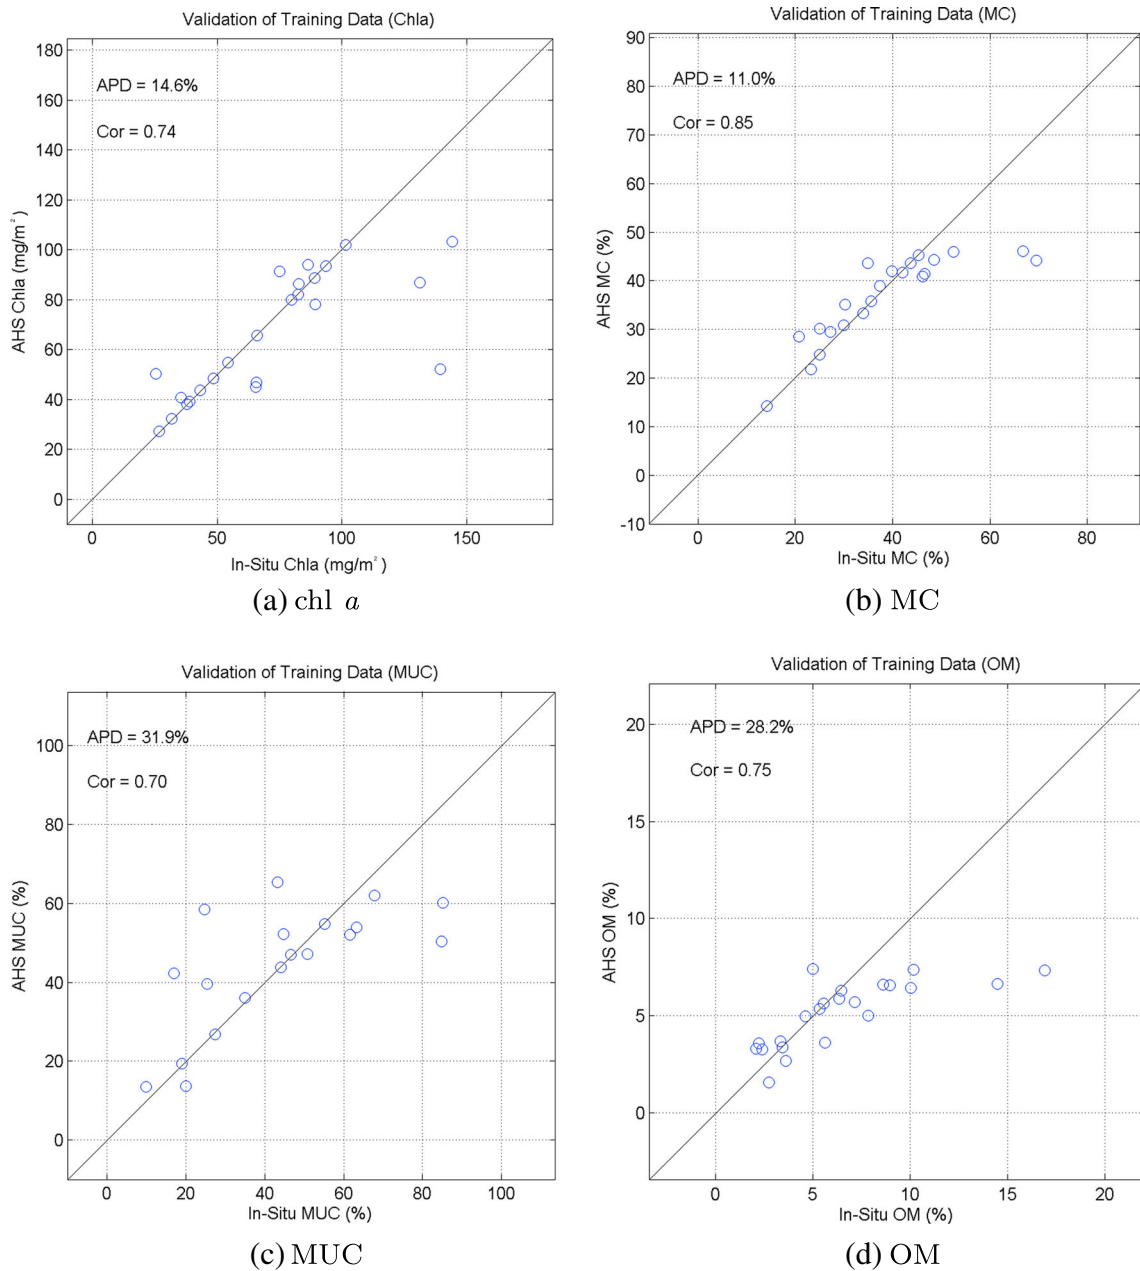 Validation of Training Data (Chla)
180
160
140
120
100
80
60
40
20
0
APD = 14.6%
Cor = 0.74
AHS Chla (mg/m²)
0 50 100 150
In-Situ Chla (mg/m²)
(a) chl a
Validation of Training Data (MC)
90
80
70
60
50
40
30
20
10
0
-10
APD = 11.0%
Cor = 0.85
AHS MC (%)
0 20 40 60 80
In-Situ MC (%)
(b) MC
Validation of Training Data (MUC)
100
80
60
40
20
0
APD = 31.9%
Cor = 0.70
AHS MUC (%)
0 20 40 60 80 100
In-Situ MUC (%)
(c) MUC
Validation of Training Data (OM)
20
15
10
5
0
APD = 28.2%
Cor = 0.75
AHS OM (%)
0 5 10 15 20
In-Situ OM (%)
(d) OM